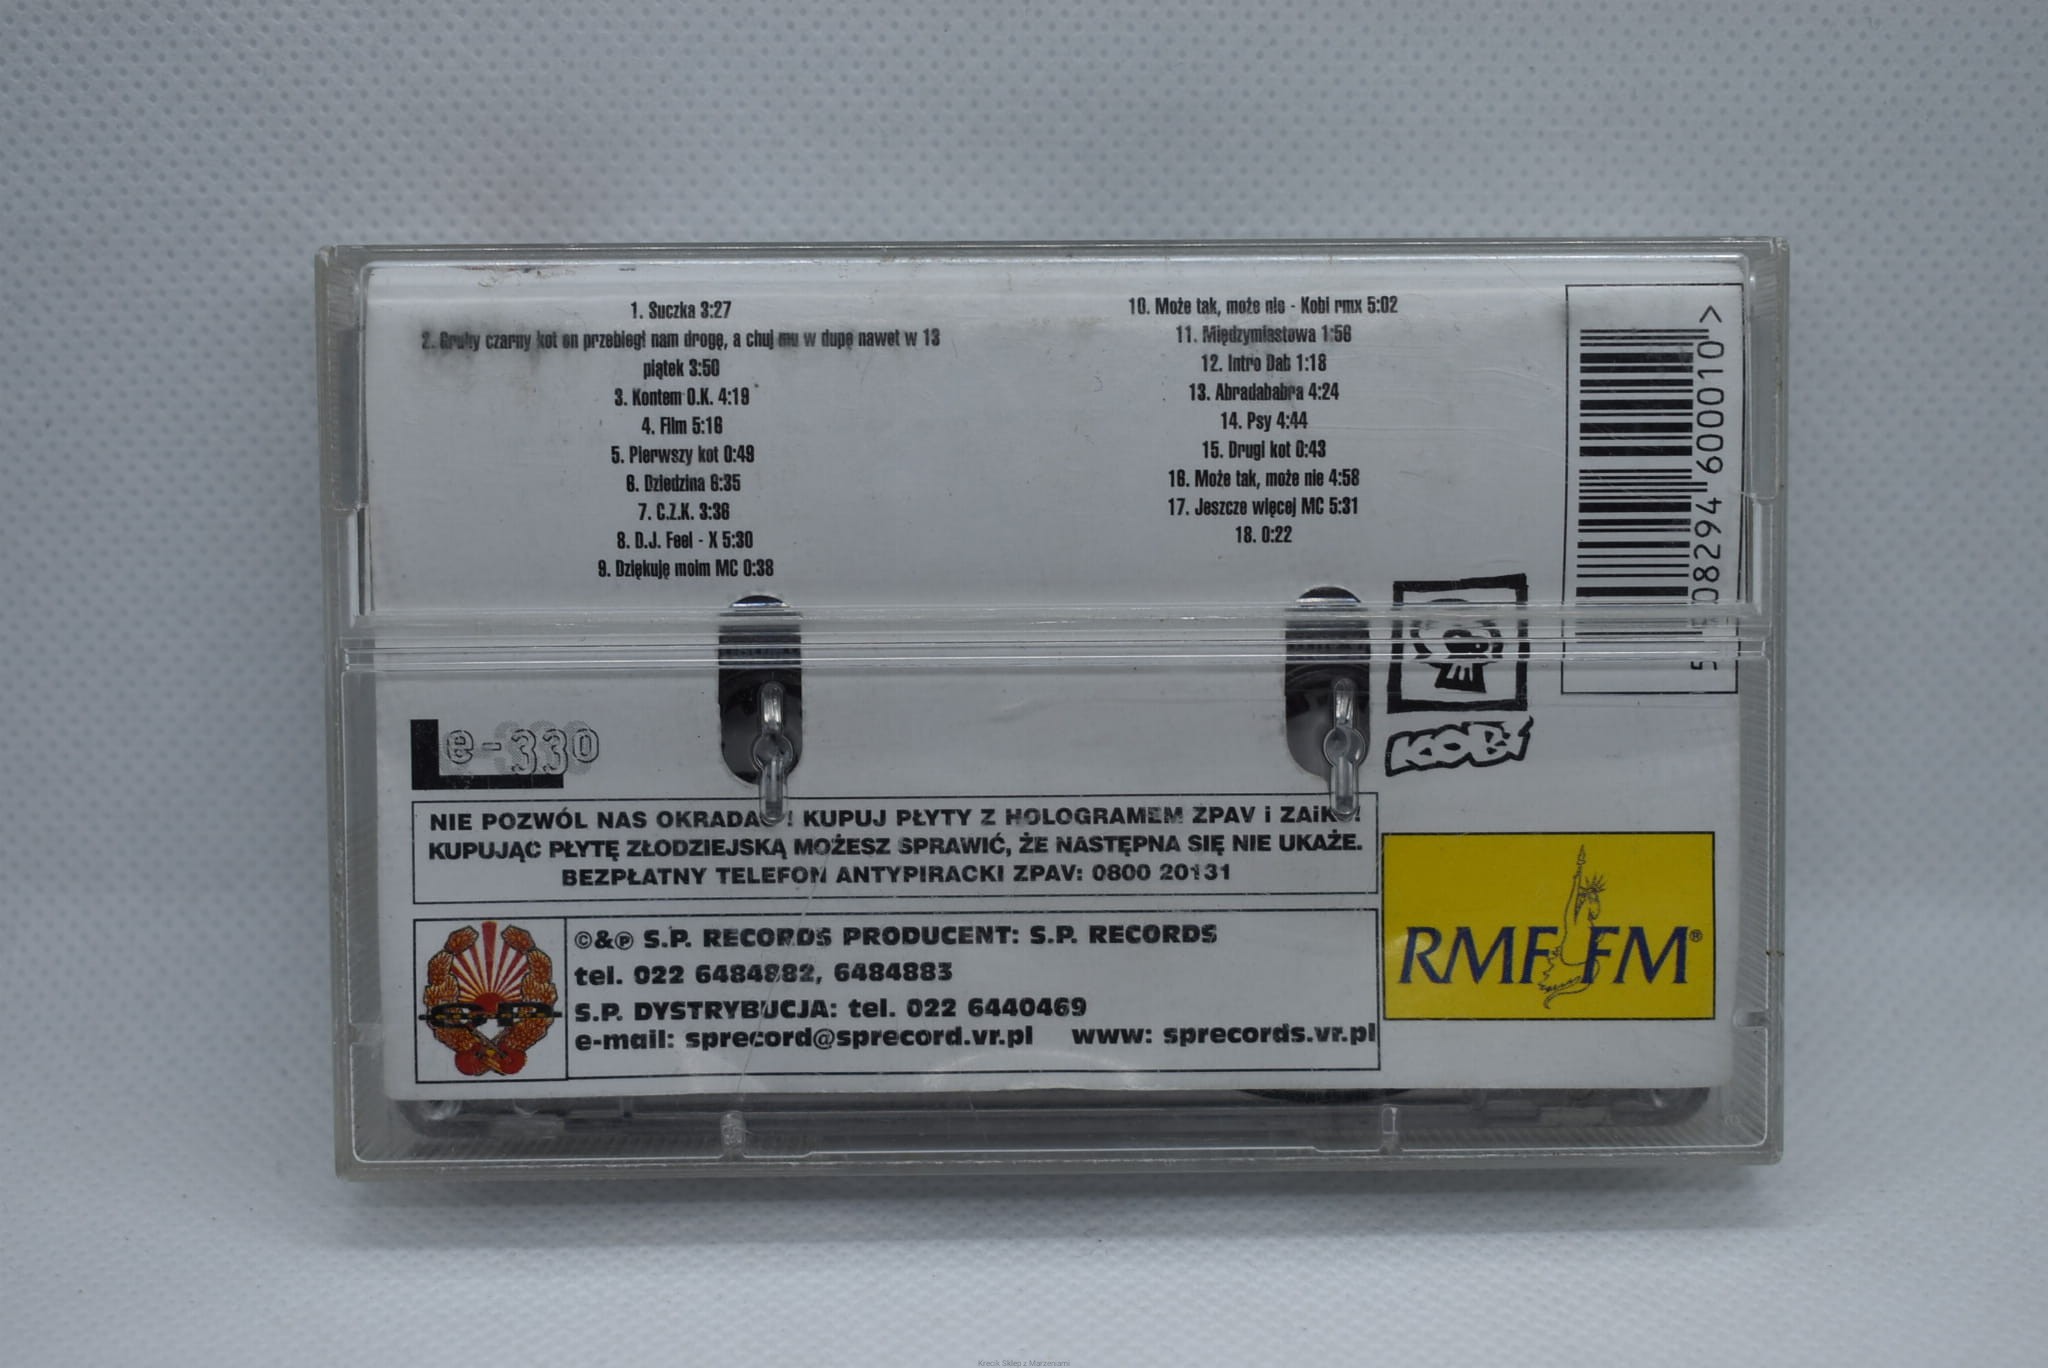 1. Suczka 3:27
2. Gruby czarny kot on przebiegł nam drogę, a chuj mu w dupę nawet w 13
piątek 3:50
3. Kontem O.K. 4:19
4. Film 5:16
5. Pierwszy kot 0:49
6. Dziedzina 6:35
7. C.Z.K. 3:36
8. D.J. Feel - X 5:30
9. Dziękuję moim MC 0:38
10. Może tak, może nie - Kobi rmx 5:02
11. Międzymiastowa 1:56
12. Intro Dab 1:18
13. Abradababra 4:24
14. Psy 4:44
15. Drugi kot 0:43
16. Może tak, może nie 4:58
17. Jeszcze więcej MC 5:31
18. 0:22
600010>
KOBI
Le-330
NIE POZWÓL NAS OKRADAĆ ! KUPUJ PŁYTY Z HOLOGRAMEM ZPAV i ZAiKS !
KUPUJĄC PŁYTĘ ZŁODZIEJSKĄ MOŻESZ SPRAWIĆ, ŻE NASTĘPNA SIĘ NIE UKAŻE.
BEZPŁATNY TELEFON ANTYPIRACKI ZPAV: 0800 20131
©&℗ S.P. RECORDS PRODUCENT: S.P. RECORDS
tel. 022 6484882, 6484883
S.P. DYSTRYBUCJA: tel. 022 6440469
e-mail: sprecord@sprecord.vr.pl www: sprecords.vr.pl
RMF FM®
Krecik Sklep z Marzeniami